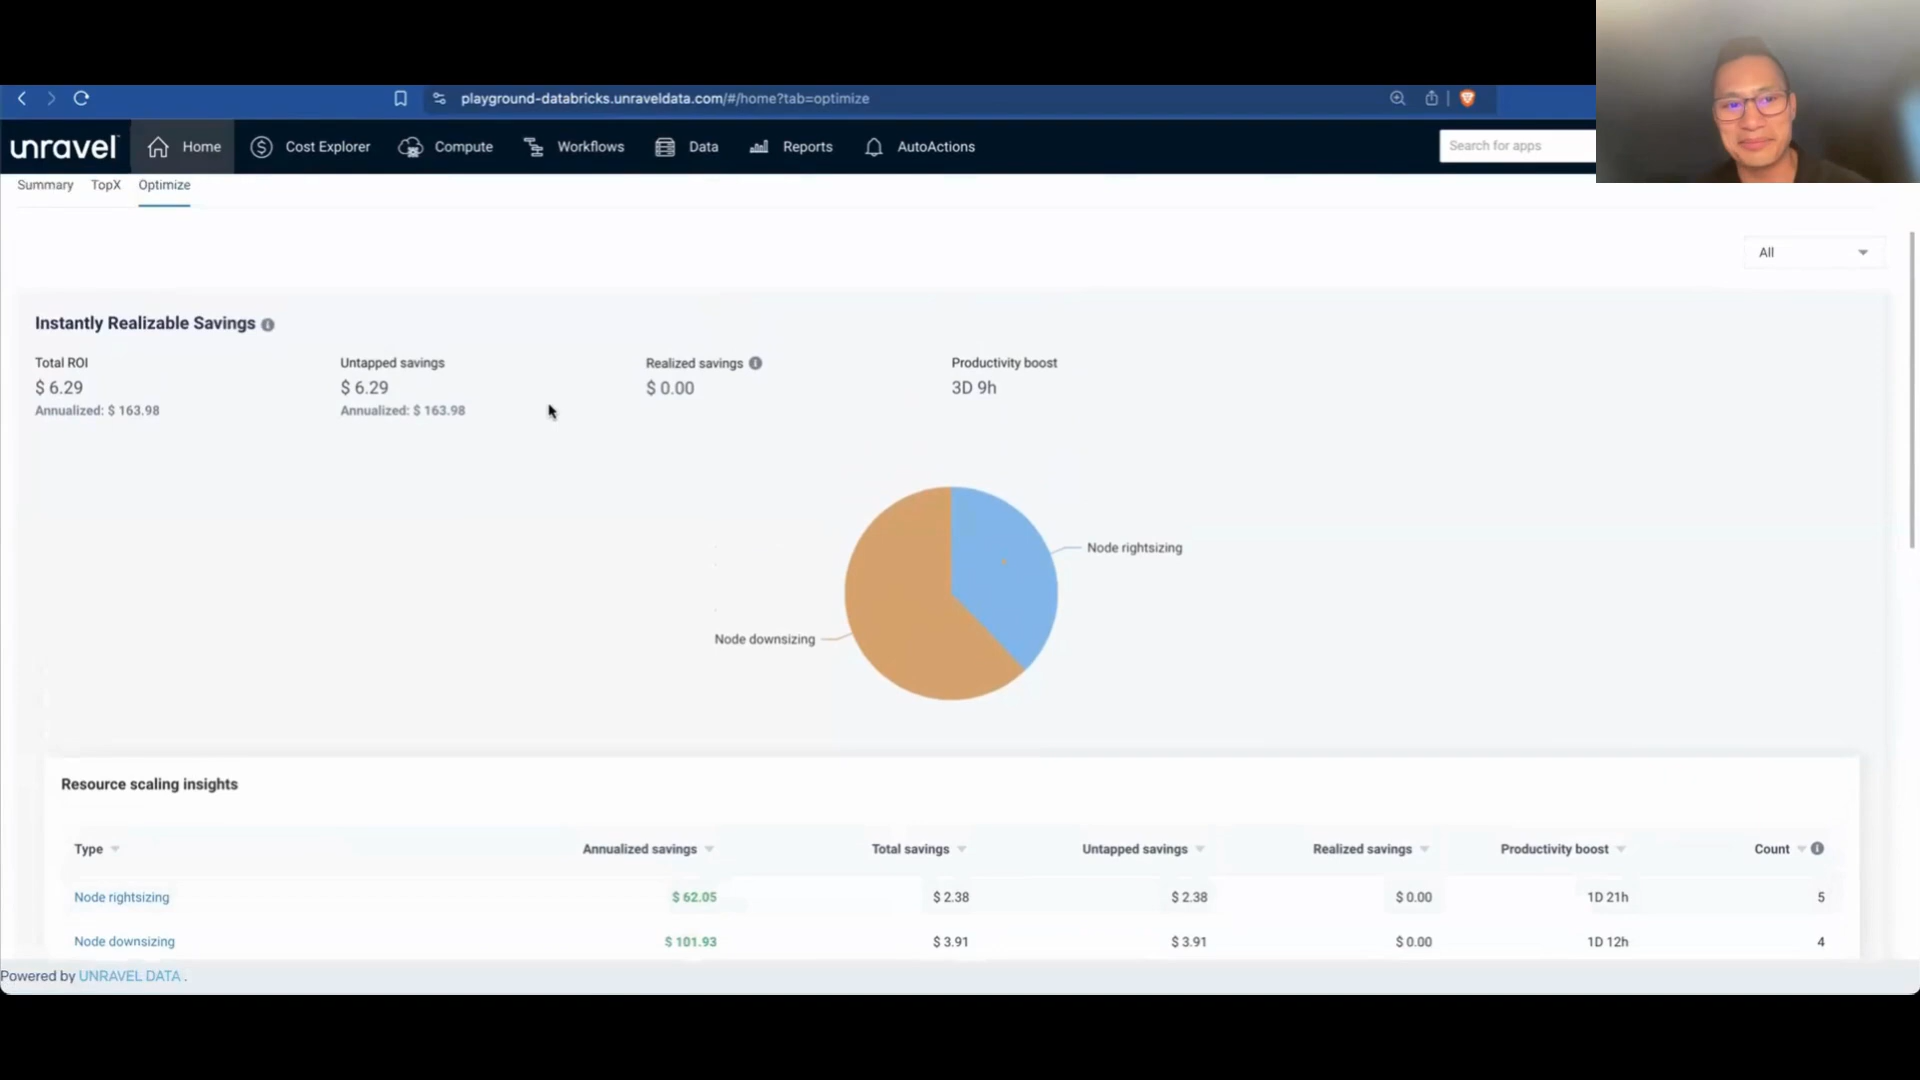 playground-databricks.unraveldata.com/#/home?tab=optimize
unravel Home Cost Explorer Compute Workflows Data Reports AutoActions Search for apps
Summary TopX Optimize
All
Instantly Realizable Savings
Total ROI Untapped savings Realized savings Productivity boost
$ 6.29 $ 6.29 $ 0.00 3D 9h
Annualized: $ 163.98 Annualized: $ 163.98
Node rightsizing
Node downsizing
Resource scaling insights
Type Annualized savings Total savings Untapped savings Realized savings Productivity boost Count
Node rightsizing $ 62.05 $ 2.38 $ 2.38 $ 0.00 1D 21h 5
Node downsizing $ 101.93 $ 3.91 $ 3.91 $ 0.00 1D 12h 4
Powered by UNRAVEL DATA .